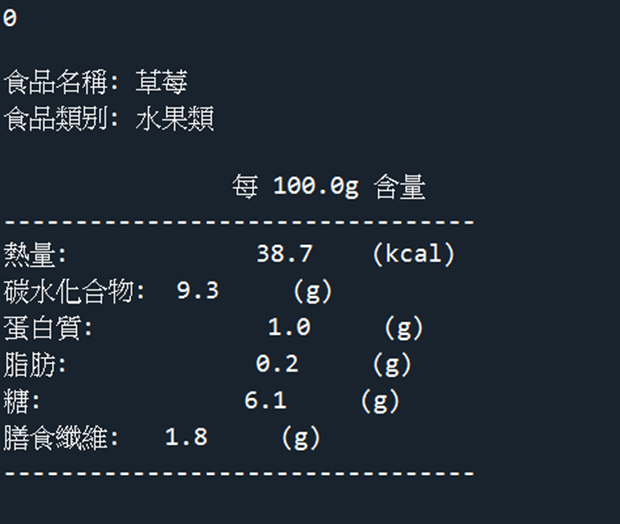 0
食品名稱: 草莓
食品類別: 水果類
每 100.0g 含量
---------------------------------
熱量: 38.7 (kcal)
碳水化合物: 9.3 (g)
蛋白質: 1.0 (g)
脂肪: 0.2 (g)
糖: 6.1 (g)
膳食纖維: 1.8 (g)
---------------------------------